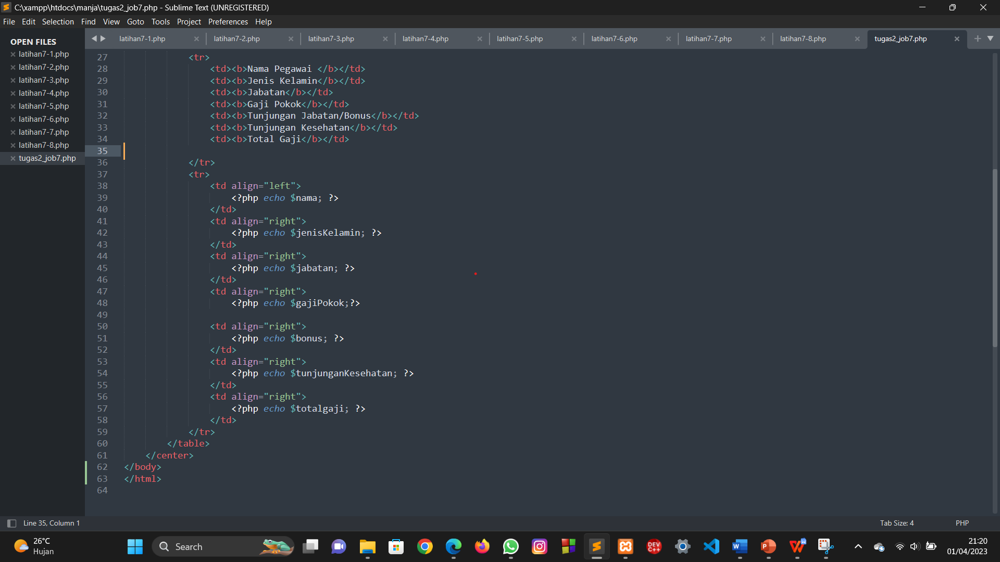 C:\xampp\htdocs\manja\tugas2_job7.php - Sublime Text (UNREGISTERED)
File Edit Selection Find View Goto Tools Project Preferences Help
OPEN FILES
latihan7-1.php
latihan7-2.php
latihan7-3.php
latihan7-4.php
latihan7-5.php
latihan7-6.php
latihan7-7.php
latihan7-8.php
tugas2_job7.php
latihan7-1.php latihan7-2.php latihan7-3.php latihan7-4.php latihan7-5.php latihan7-6.php latihan7-7.php latihan7-8.php tugas2_job7.php
27 <tr>
28 <td><b>Nama Pegawai </b></td>
29 <td><b>Jenis Kelamin</b></td>
30 <td><b>Jabatan</b></td>
31 <td><b>Gaji Pokok</b></td>
32 <td><b>Tunjungan Jabatan/Bonus</b></td>
33 <td><b>Tunjungan Kesehatan</b></td>
34 <td><b>Total Gaji</b></td>
35
36 </tr>
37 <tr>
38 <td align="left">
39 <?php echo $nama; ?>
40 </td>
41 <td align="right">
42 <?php echo $jenisKelamin; ?>
43 </td>
44 <td align="right">
45 <?php echo $jabatan; ?>
46 </td>
47 <td align="right">
48 <?php echo $gajiPokok;?>
49
50 <td align="right">
51 <?php echo $bonus; ?>
52 </td>
53 <td align="right">
54 <?php echo $tunjunganKesehatan; ?>
55 </td>
56 <td align="right">
57 <?php echo $totalgaji; ?>
58 </td>
59 </tr>
60 </table>
61 </center>
62 </body>
63 </html>
64
Line 35, Column 1
Tab Size: 4
PHP
26°C
Hujan
Search
DEV
C++
21:20
01/04/2023